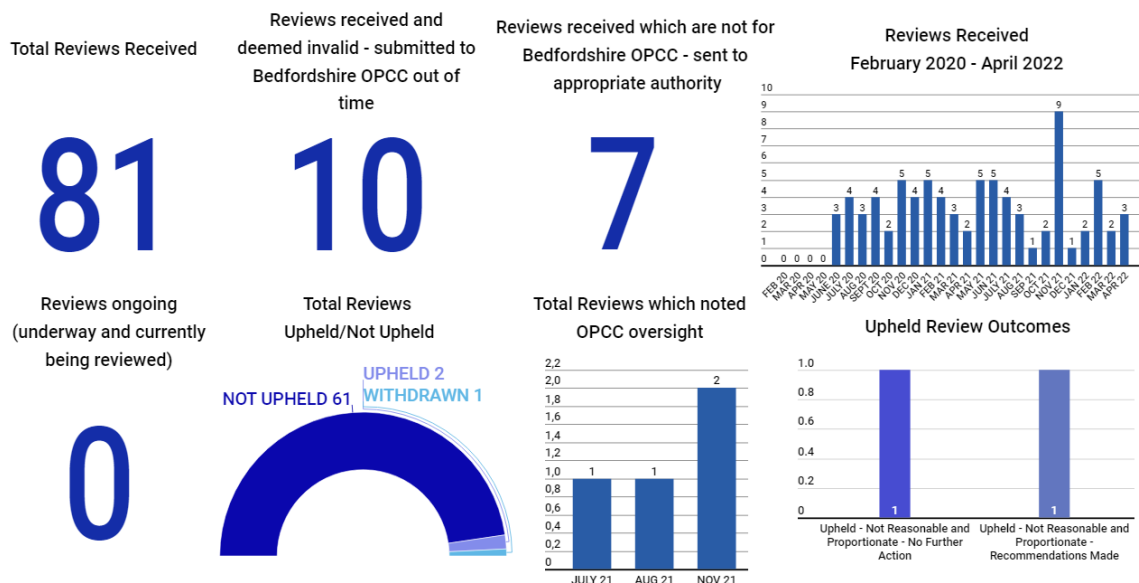 Total Reviews Received
81
Reviews received and
deemed invalid - submitted to
Bedfordshire OPCC out of
time
10
Reviews received which are not for
Bedfordshire OPCC - sent to
appropriate authority
7
Reviews Received
February 2020 - April 2022
10
9
8
7
6
5
4
3
2
1
0
0 0 0 0 3 4 3 4 2 5 4 5 4 3 2 5 5 4 3 1 2 9 1 2 5 2 3
FEB 20
MAR 20
APR 20
MAY 20
JUNE 20
JULY 20
AUG 20
SEPT 20
OCT 20
NOV 20
DEC 20
JAN 21
FEB 21
MAR 21
APR 21
MAY 21
JUN 21
JULY 21
AUG 21
SEP 21
OCT 21
NOV 21
DEC 21
JAN 22
FEB 22
MAR 22
APR 22
Reviews ongoing
(underway and currently
being reviewed)
0
Total Reviews
Upheld/Not Upheld
UPHELD 2
WITHDRAWN 1
NOT UPHELD 61
Total Reviews which noted
OPCC oversight
2,2
2,0
1,8
1,6
1,4
1,2
1,0
0,8
0,6
0,4
0,2
0
1 1 2
JULY 21 AUG 21 NOV 21
Upheld Review Outcomes
1.0
0.8
0.6
0.4
0.2
0
1 1
Upheld - Not Reasonable and
Proportionate - No Further
Action
Upheld - Not Reasonable and
Proportionate -
Recommendations Made